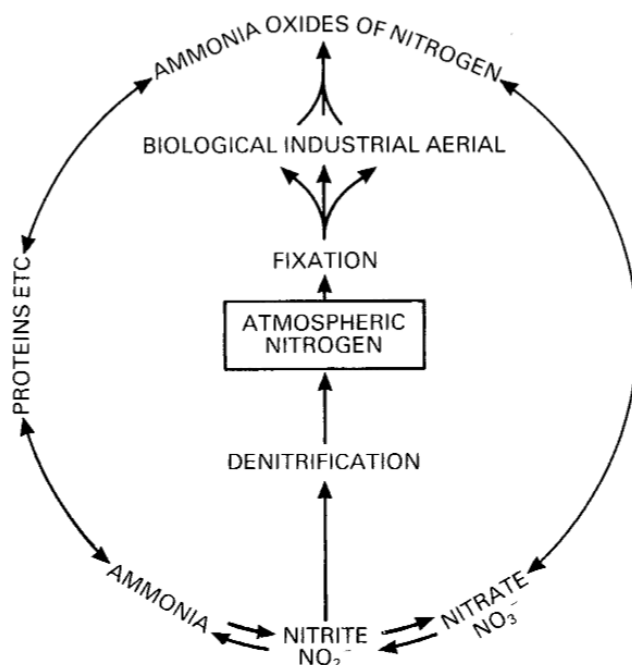 AMMONIA OXIDES OF NITROGEN
BIOLOGICAL INDUSTRIAL AERIAL
FIXATION
ATMOSPHERIC
NITROGEN
PROTEINS ETC
DENITRIFICATION
AMMONIA
NITRITE
NO₂⁻
NITRATE
NO₃⁻